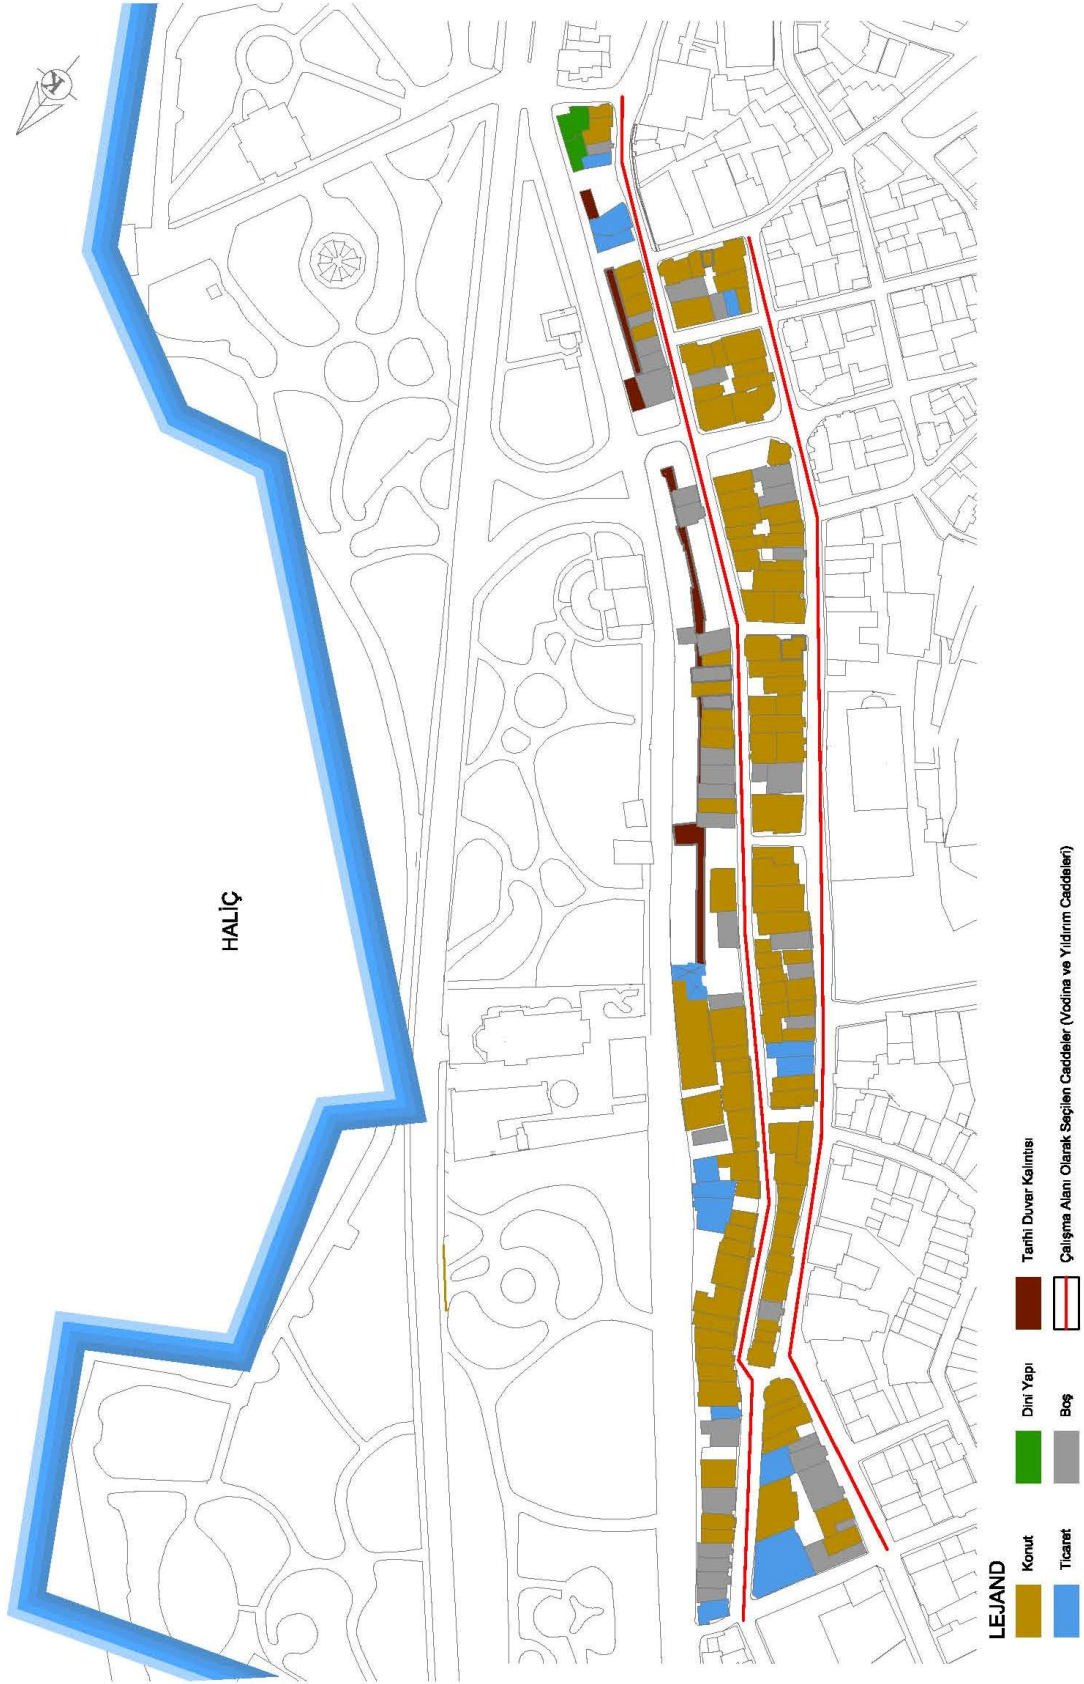 K
HALİÇ
LEJAND
Konut
Dini Yapı
Tarihi Duvar Kalıntısı
Ticaret
Boş
Çalışma Alanı Olarak Seçilen Caddeler (Vodina ve Yıldırım Caddeleri)